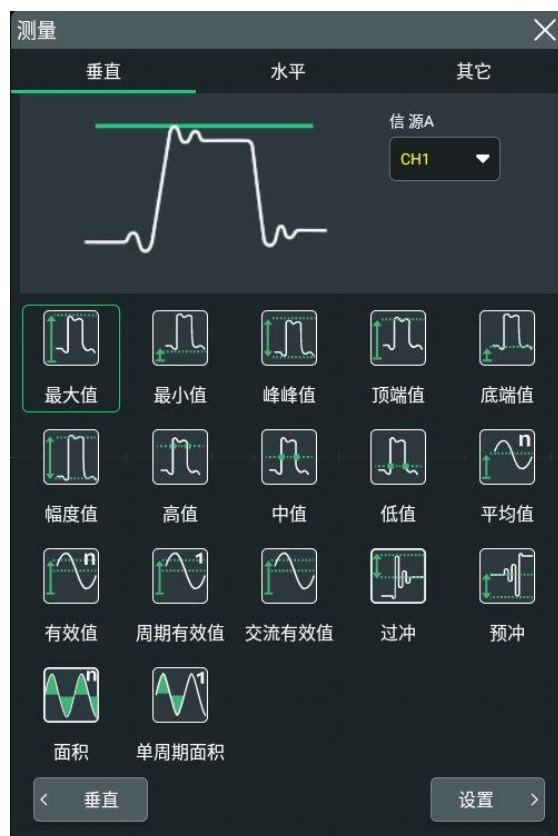 测量
垂直 水平 其它
信源A
CH1
最大值 最小值 峰峰值 顶端值 底端值
n
幅度值 高值 中值 低值 平均值
n 1
有效值 周期有效值 交流有效值 过冲 预冲
n 1
面积 单周期面积
< 垂直 设置 >